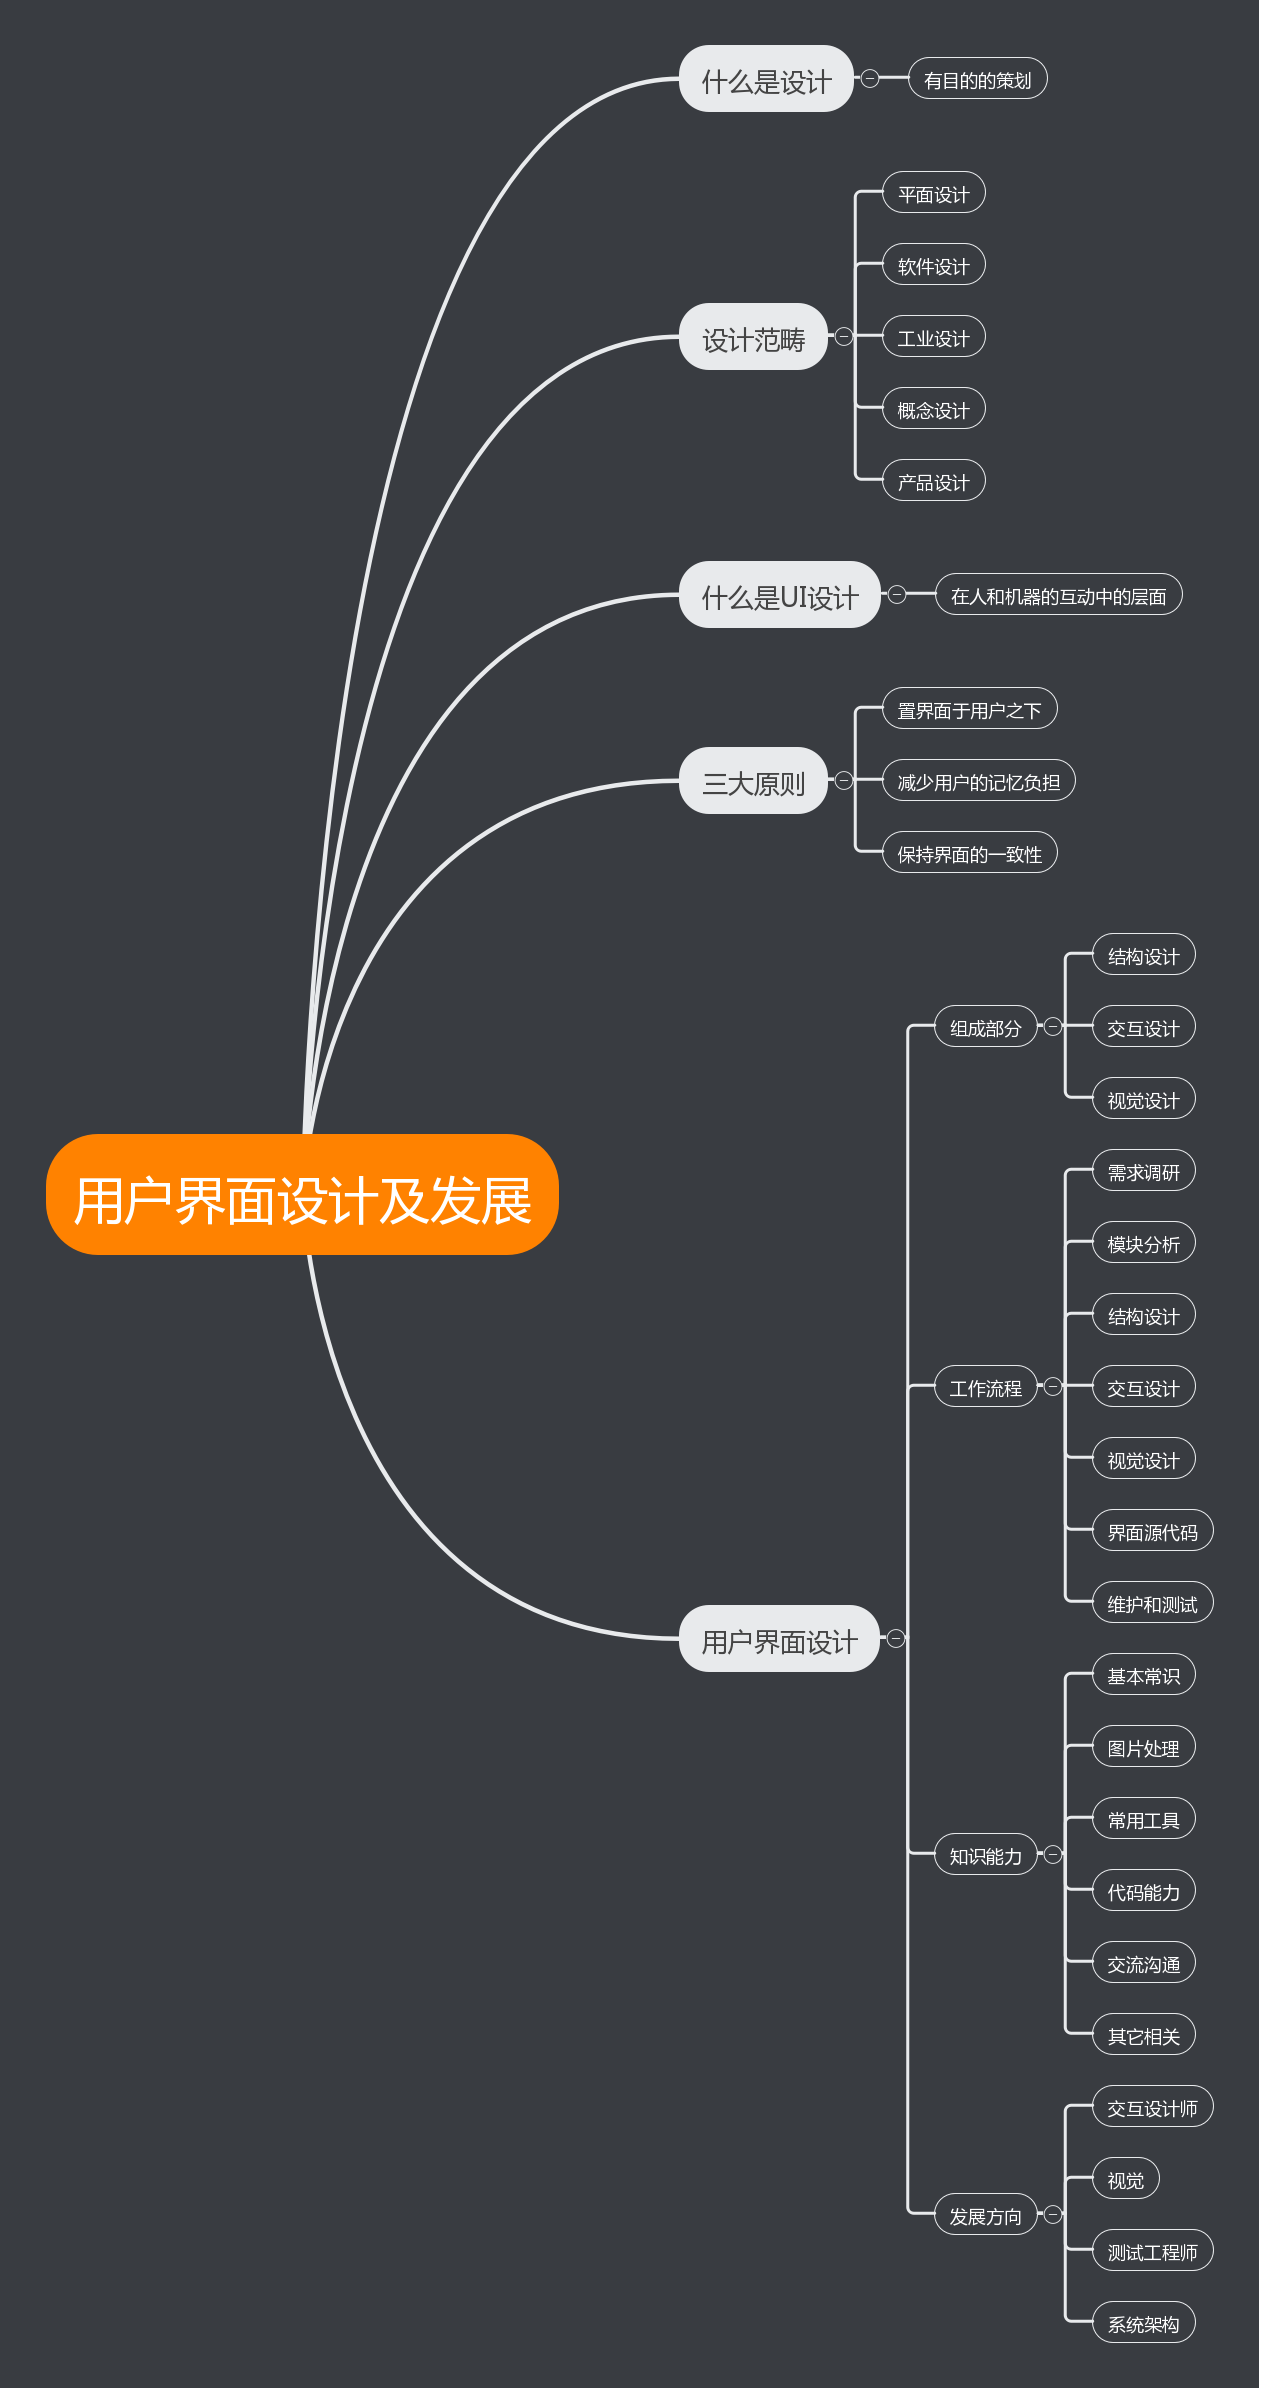 什么是设计
有目的的策划
设计范畴
平面设计
软件设计
工业设计
概念设计
产品设计
什么是UI设计
在人和机器的互动中的层面
三大原则
置界面于用户之下
减少用户的记忆负担
保持界面的一致性
用户界面设计及发展
用户界面设计
组成部分
结构设计
交互设计
视觉设计
工作流程
需求调研
模块分析
结构设计
交互设计
视觉设计
界面源代码
维护和测试
知识能力
基本常识
图片处理
常用工具
代码能力
交流沟通
其它相关
发展方向
交互设计师
视觉
测试工程师
系统架构